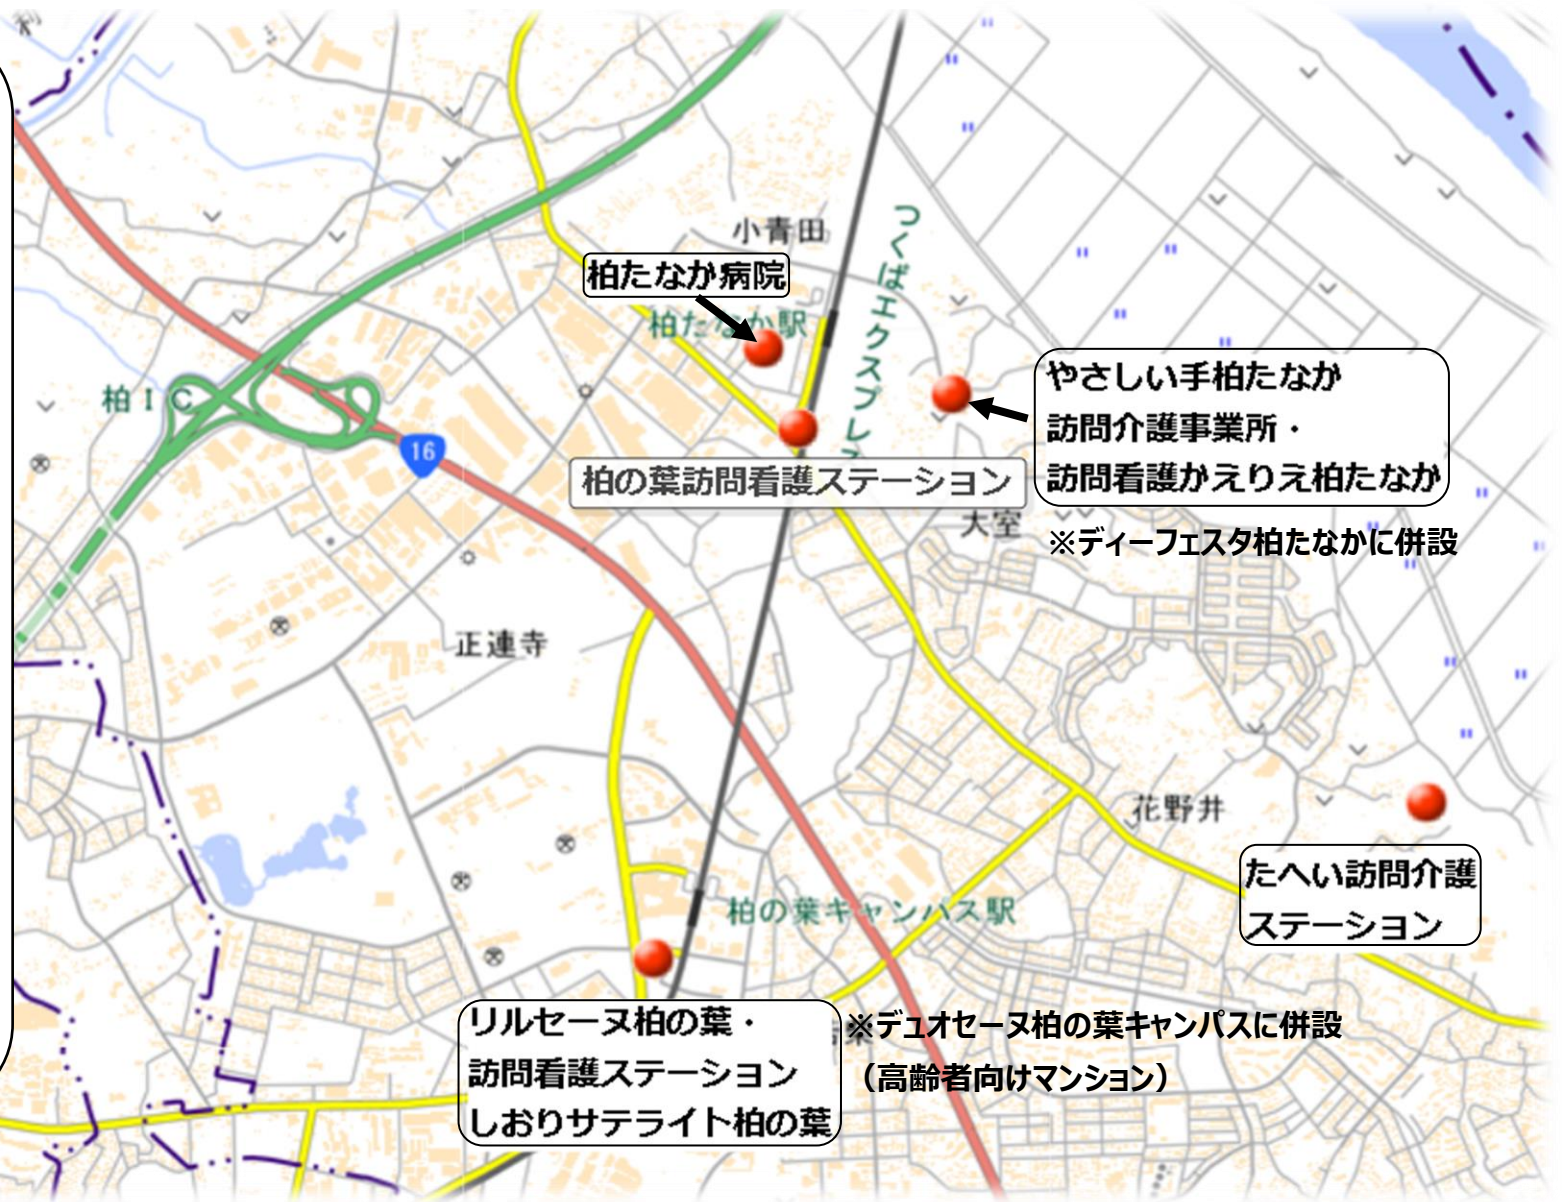 小青田
柏たなか病院
柏たなか駅
つくばエクスプレス
柏ＩＣ
16
やさしい手柏たなか
訪問介護事業所・
訪問看護かえりえ柏たなか
※ディーフェスタ柏たなかに併設
柏の葉訪問看護ステーション
大室
正連寺
花野井
たへい訪問介護
ステーション
柏の葉キャンパス駅
リルセーヌ柏の葉・
訪問看護ステーション
しおりサテライト柏の葉
※デュオセーヌ柏の葉キャンパスに併設
（高齢者向けマンション）